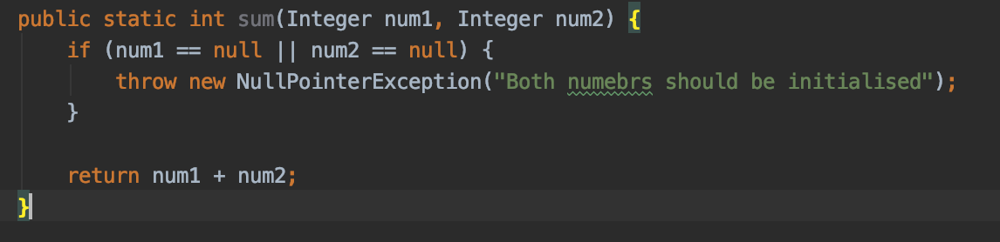 public static int sum(Integer num1, Integer num2) {
if (num1 == null || num2 == null) {
throw new NullPointerException("Both numebrs should be initialised");
}
return num1 + num2;
}